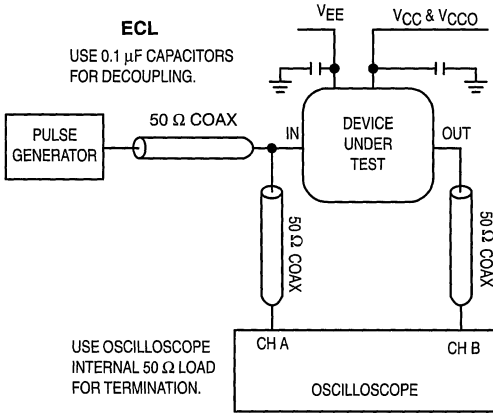 ECL
USE 0.1 µF CAPACITORS
FOR DECOUPLING.
VEE
VCC & VCCO
50 Ω COAX
PULSE
GENERATOR
IN
DEVICE
UNDER
TEST
OUT
50 Ω COAX
50 Ω COAX
USE OSCILLOSCOPE
INTERNAL 50 Ω LOAD
FOR TERMINATION.
CH A
CH B
OSCILLOSCOPE